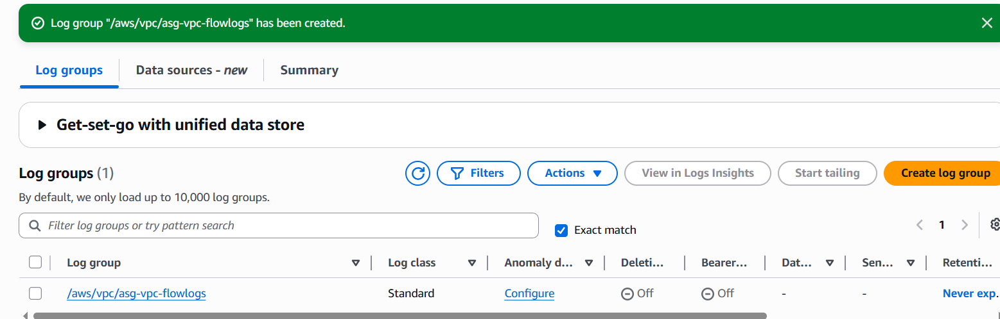 Log group "/aws/vpc/asg-vpc-flowlogs" has been created.
Log groups Data sources - new Summary
Get-set-go with unified data store
Log groups (1) Filters Actions View in Logs Insights Start tailing Create log group
By default, we only load up to 10,000 log groups.
Filter log groups or try pattern search Exact match 1
Log group Log class Anomaly d... Deleti... Bearer... Dat... Sen... Retenti...
/aws/vpc/asg-vpc-flowlogs Standard Configure Off Off - - Never exp.